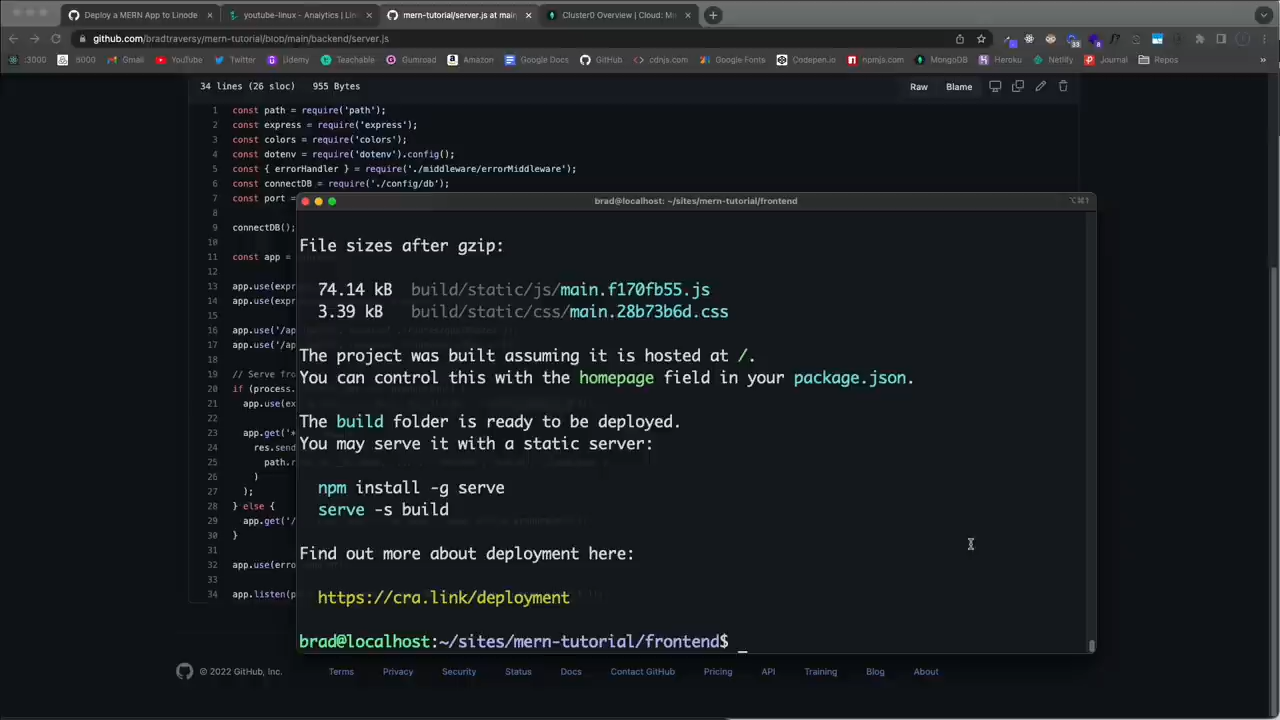 Deploy a MERN App to Linode
youtube-linux - Analytics | Lin
mern-tutorial/server.js at main
Cluster0 Overview | Cloud: Mo
github.com/bradtraversy/mern-tutorial/blob/main/backend/server.js
:3000
5000
Gmail
YouTube
Twitter
Udemy
Teachable
Gumroad
Amazon
Google Docs
GitHub
cdnjs.com
Google Fonts
Codepen.io
npmjs.com
MongoDB
Heroku
Netlify
Journal
Repos
34 lines (26 sloc)
955 Bytes
Raw
Blame
1 const path = require('path');
2 const express = require('express');
3 const colors = require('colors');
4 const dotenv = require('dotenv').config();
5 const { errorHandler } = require('./middleware/errorMiddleware');
6 const connectDB = require('./config/db');
7 const port =
8
9 connectDB();
10
11 const app =
12
13 app.use(expr
14 app.use(expr
15
16 app.use('/ap
17 app.use('/ap
18
19 // Serve fro
20 if (process.
21 app.use(ex
22
23 app.get('*
24 res.send
25 path.r
26 )
27 );
28 } else {
29 app.get('/
30 }
31
32 app.use(erro
33
34 app.listen(p
brad@localhost: ~/sites/mern-tutorial/frontend
⌥⌘1
File sizes after gzip:
74.14 kB build/static/js/main.f170fb55.js
3.39 kB build/static/css/main.28b73b6d.css
The project was built assuming it is hosted at /.
You can control this with the homepage field in your package.json.
The build folder is ready to be deployed.
You may serve it with a static server:
npm install -g serve
serve -s build
Find out more about deployment here:
https://cra.link/deployment
brad@localhost:~/sites/mern-tutorial/frontend$ _
© 2022 GitHub, Inc.
Terms
Privacy
Security
Status
Docs
Contact GitHub
Pricing
API
Training
Blog
About